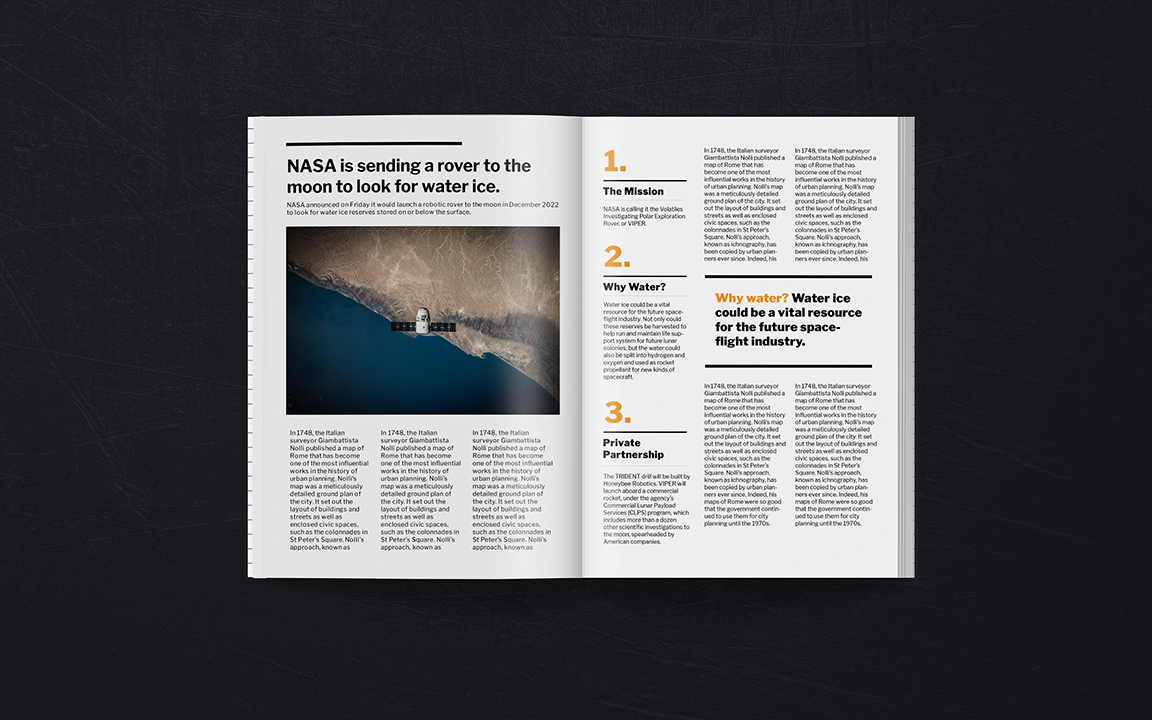 NASA is sending a rover to the
moon to look for water ice.
NASA announced on Friday it would launch a robotic rover to the moon in December 2022
to look for water ice reserves stored on or below the surface.
In 1748, the Italian
surveyor Giambattista
Nolli published a map of
Rome that has become
one of the most influential
works in the history of
urban planning. Nolli's
map was a meticulously
detailed ground plan of
the city. It set out the
layout of buildings and
streets as well as
enclosed civic spaces,
such as the colonnades in
St Peter's Square. Nolli's
approach, known as
In 1748, the Italian
surveyor Giambattista
Nolli published a map of
Rome that has become
one of the most influential
works in the history of
urban planning. Nolli's
map was a meticulously
detailed ground plan of
the city. It set out the
layout of buildings and
streets as well as
enclosed civic spaces,
such as the colonnades in
St Peter's Square. Nolli's
approach, known as
In 1748, the Italian
surveyor Giambattista
Nolli published a map of
Rome that has become
one of the most influential
works in the history of
urban planning. Nolli's
map was a meticulously
detailed ground plan of
the city. It set out the
layout of buildings and
streets as well as
enclosed civic spaces,
such as the colonnades in
St Peter's Square. Nolli's
approach, known as
1.
The Mission
NASA is calling it the Volatiles
Investigating Polar Exploration
Rover, or VIPER.
2.
Why Water?
Water ice could be a vital
resource for the future space-
flight industry. Not only could
these reserves be harvested to
help run and maintain life sup-
port system for future lunar
colonies, but the water could
also be split into hydrogen and
oxygen and used as rocket
propellant for new kinds of
spacecraft.
3.
Private
Partnership
The TRIDENT drill will be built by
Honeybee Robotics. VIPER will
launch aboard a commercial
rocket, under the agency's
Commercial Lunar Payload
Services (CLPS) program, which
includes more than a dozen
other scientific investigations to
the moon, spearheaded by
American companies.
In 1748, the Italian surveyor
Giambattista Nolli published a
map of Rome that has
become one of the most
influential works in the history
of urban planning. Nolli's map
was a meticulously detailed
ground plan of the city. It set
out the layout of buildings and
streets as well as enclosed
civic spaces, such as the
colonnades in St Peter's
Square. Nolli's approach,
known as ichnography, has
been copied by urban plan-
ners ever since. Indeed, his
In 1748, the Italian surveyor
Giambattista Nolli published a
map of Rome that has
become one of the most
influential works in the history
of urban planning. Nolli's map
was a meticulously detailed
ground plan of the city. It set
out the layout of buildings and
streets as well as enclosed
civic spaces, such as the
colonnades in St Peter's
Square. Nolli's approach,
known as ichnography, has
been copied by urban plan-
ners ever since. Indeed, his
Why water? Water ice
could be a vital resource
for the future space-
flight industry.
In 1748, the Italian surveyor
Giambattista Nolli published a
map of Rome that has
become one of the most
influential works in the history
of urban planning. Nolli's map
was a meticulously detailed
ground plan of the city. It set
out the layout of buildings and
streets as well as enclosed
civic spaces, such as the
colonnades in St Peter's
Square. Nolli's approach,
known as ichnography, has
been copied by urban plan-
ners ever since. Indeed, his
maps of Rome were so good
that the government contin-
ued to use them for city
planning until the 1970s.
In 1748, the Italian surveyor
Giambattista Nolli published a
map of Rome that has
become one of the most
influential works in the history
of urban planning. Nolli's map
was a meticulously detailed
ground plan of the city. It set
out the layout of buildings and
streets as well as enclosed
civic spaces, such as the
colonnades in St Peter's
Square. Nolli's approach,
known as ichnography, has
been copied by urban plan-
ners ever since. Indeed, his
maps of Rome were so good
that the government contin-
ued to use them for city
planning until the 1970s.